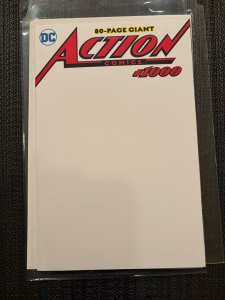 80-PAGE GIANT
DC
ACTION
COMICS
#1000